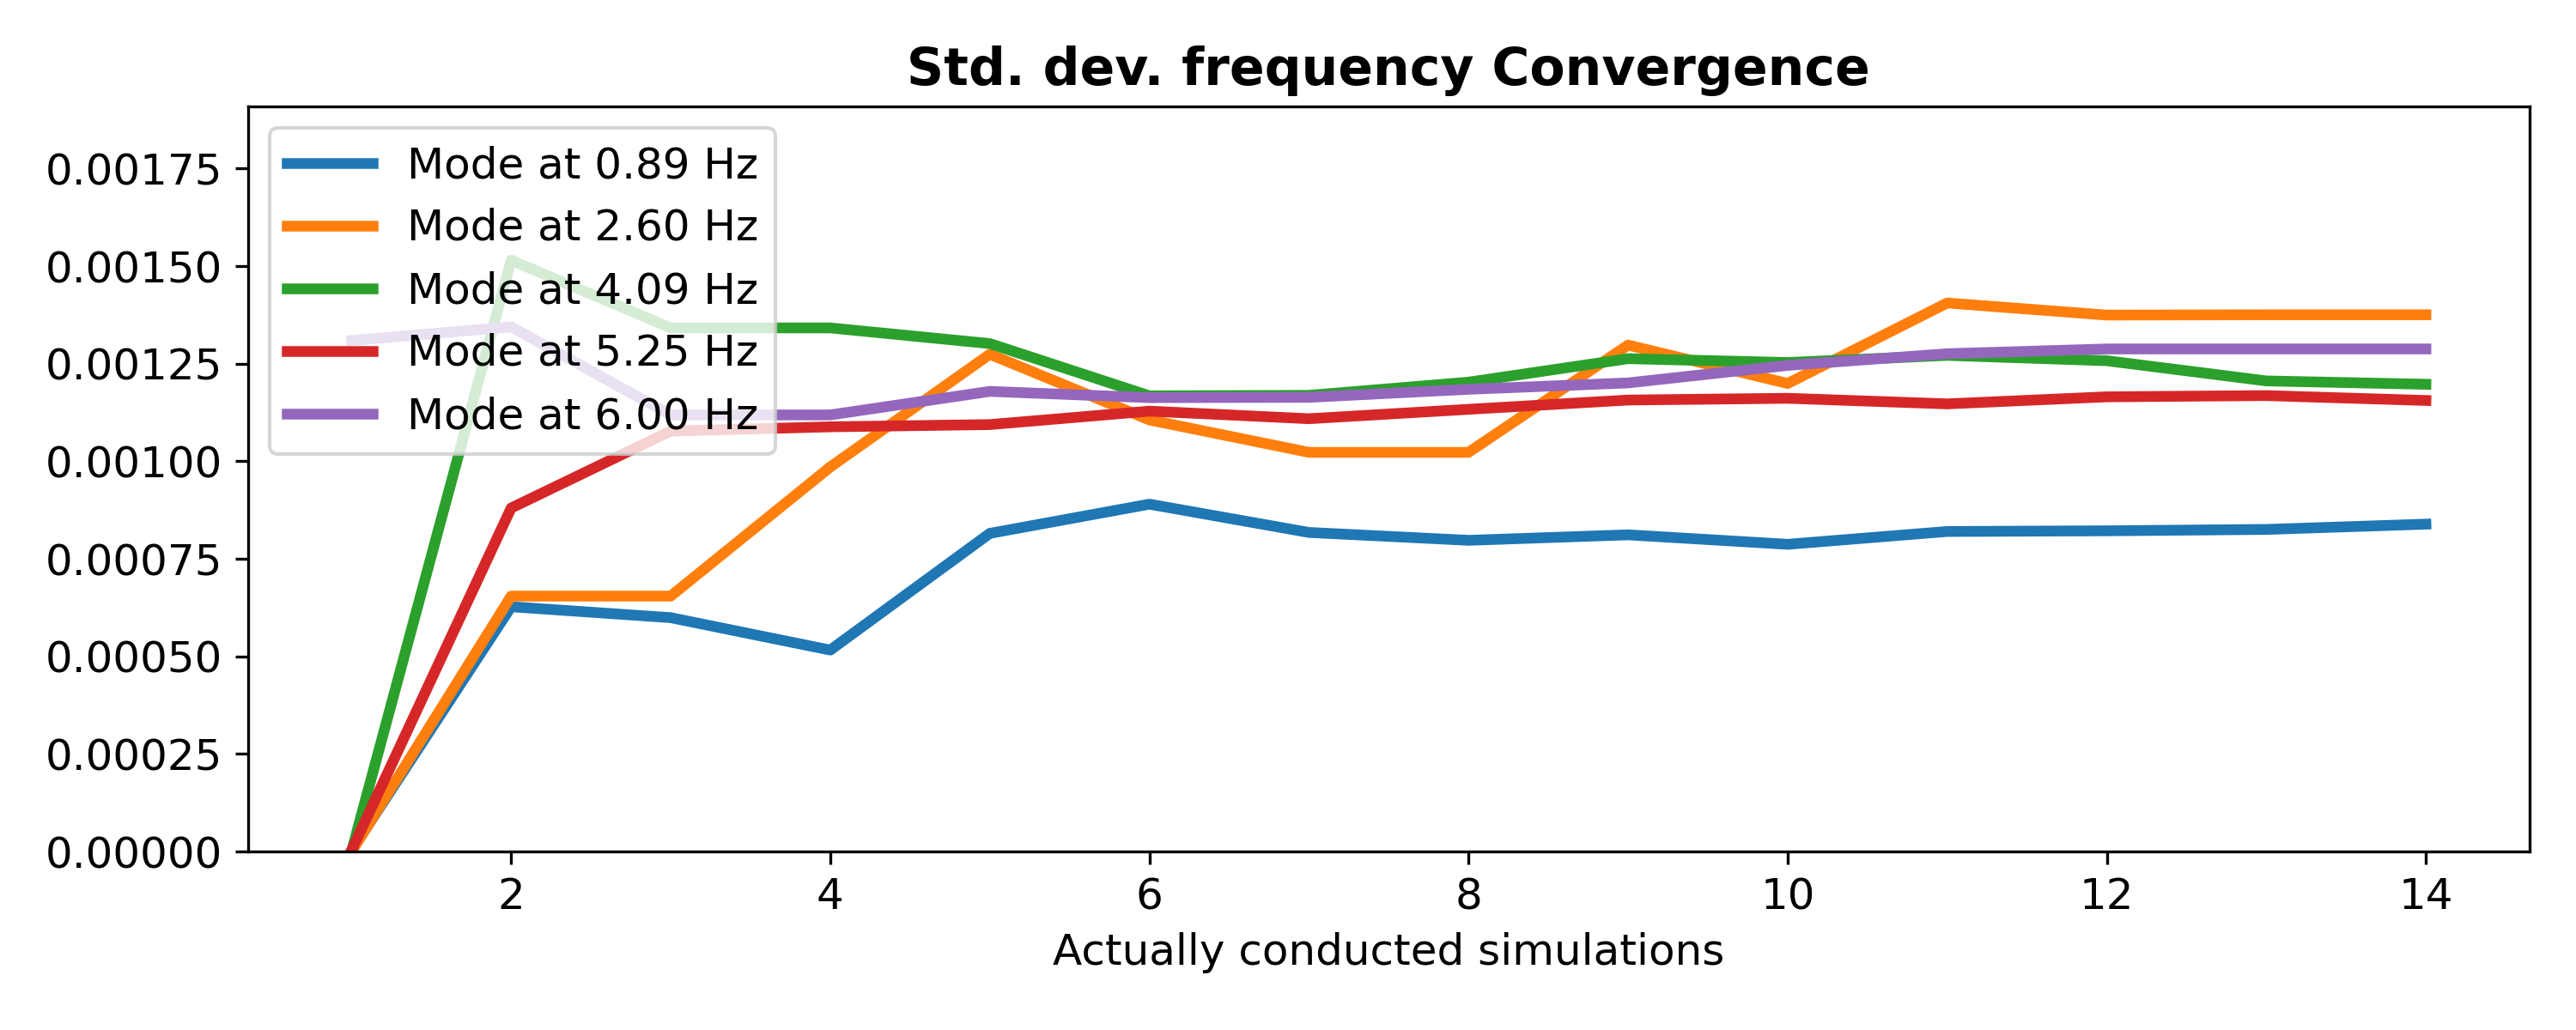 Std. dev. frequency Convergence
0.00175
0.00150
0.00125
0.00100
0.00075
0.00050
0.00025
0.00000
Mode at 0.89 Hz
Mode at 2.60 Hz
Mode at 4.09 Hz
Mode at 5.25 Hz
Mode at 6.00 Hz
2 4 6 8 10 12 14
Actually conducted simulations